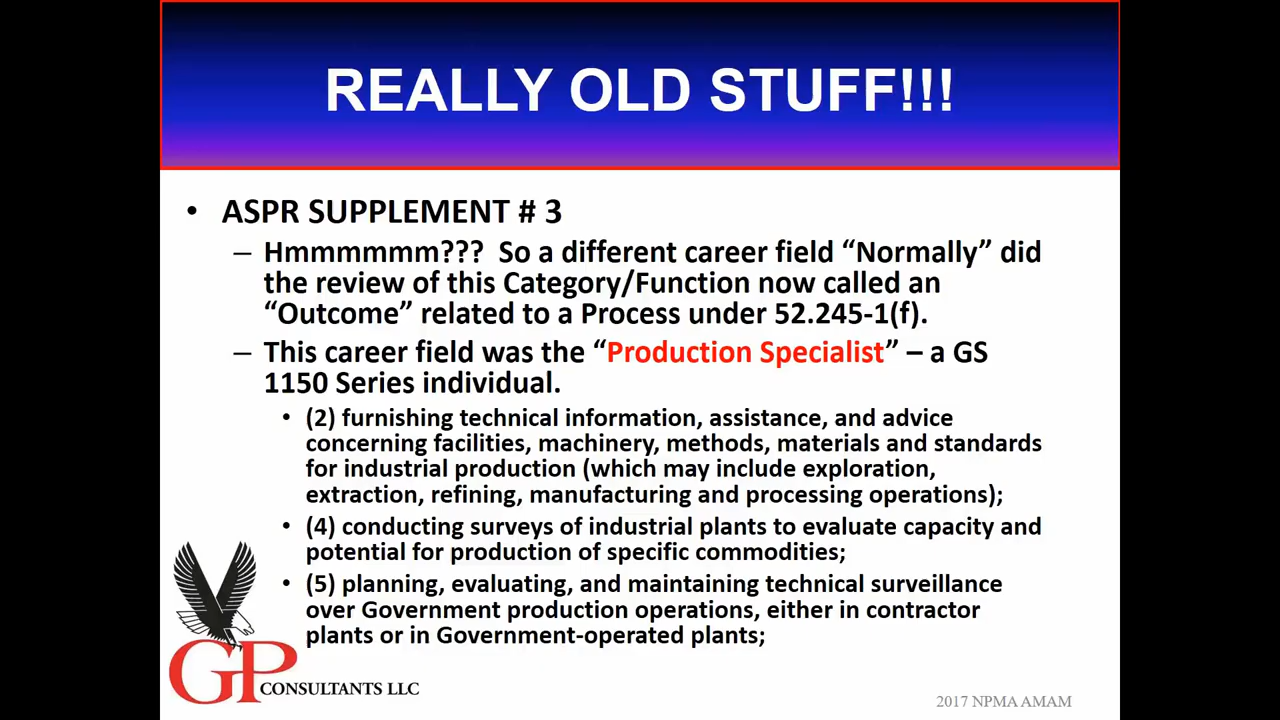 REALLY OLD STUFF!!!
• ASPR SUPPLEMENT # 3
– Hmmmmmm??? So a different career field “Normally” did
the review of this Category/Function now called an
“Outcome” related to a Process under 52.245-1(f).
– This career field was the “Production Specialist” – a GS
1150 Series individual.
• (2) furnishing technical information, assistance, and advice
concerning facilities, machinery, methods, materials and standards
for industrial production (which may include exploration,
extraction, refining, manufacturing and processing operations);
• (4) conducting surveys of industrial plants to evaluate capacity and
potential for production of specific commodities;
• (5) planning, evaluating, and maintaining technical surveillance
over Government production operations, either in contractor
plants or in Government-operated plants;
GP CONSULTANTS LLC
2017 NPMA AMAM